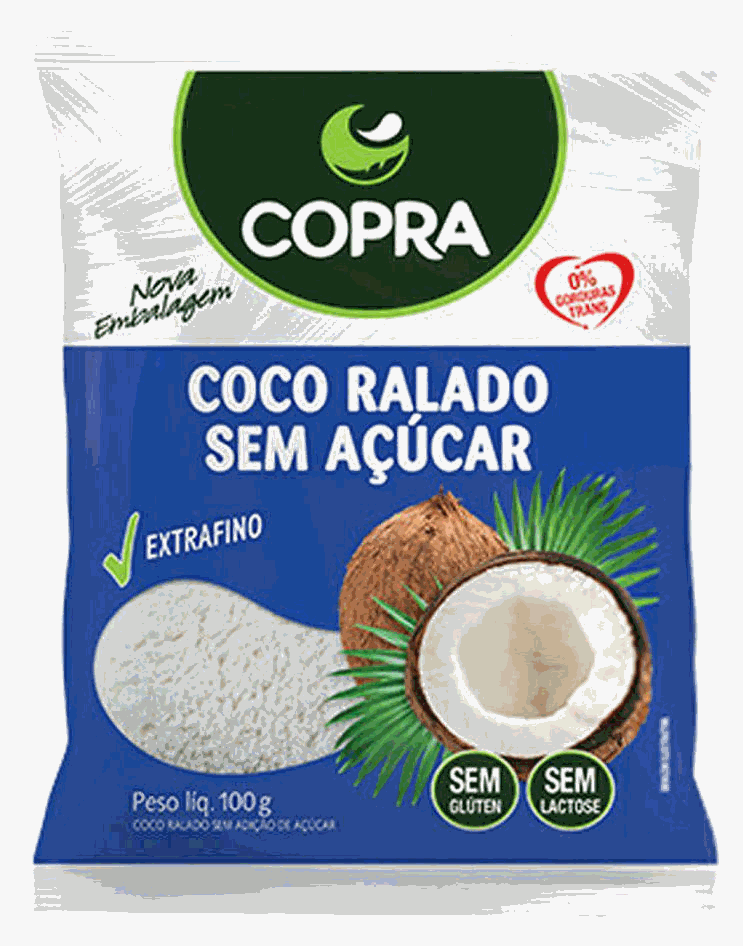 COPRA
Nova
Embalagem
0%
GORDURAS
TRANS
COCO RALADO
SEM AÇÚCAR
EXTRAFINO
SEM
GLÚTEN
SEM
LACTOSE
Peso líq. 100g
COCO RALADO SEM ADIÇÃO DE AÇÚCAR